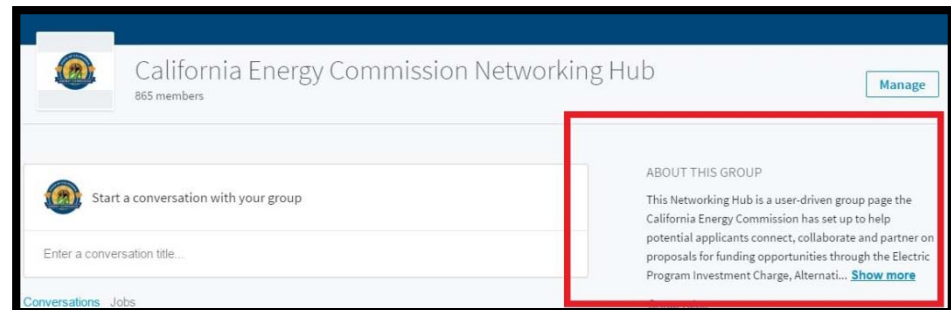 California Energy Commission Networking Hub
865 members
Manage
Start a conversation with your group
Enter a conversation title...
Conversations Jobs
ABOUT THIS GROUP
This Networking Hub is a user-driven group page the
California Energy Commission has set up to help
potential applicants connect, collaborate and partner on
proposals for funding opportunities through the Electric
Program Investment Charge, Alternati... Show more